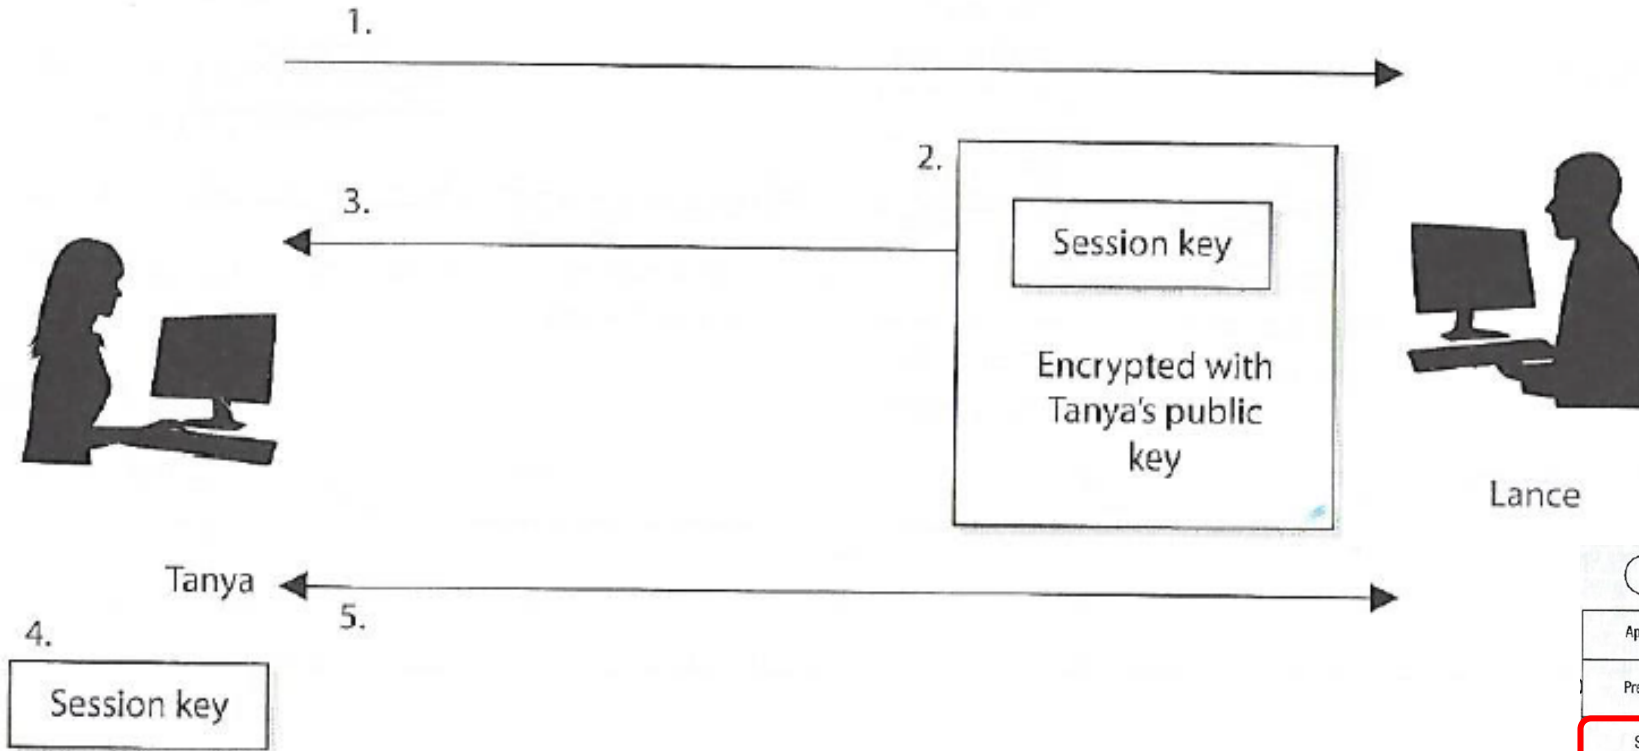 1.
2.
3.
Session key
Encrypted with
Tanya's public
key
Lance
Tanya
5.
4.
Session key